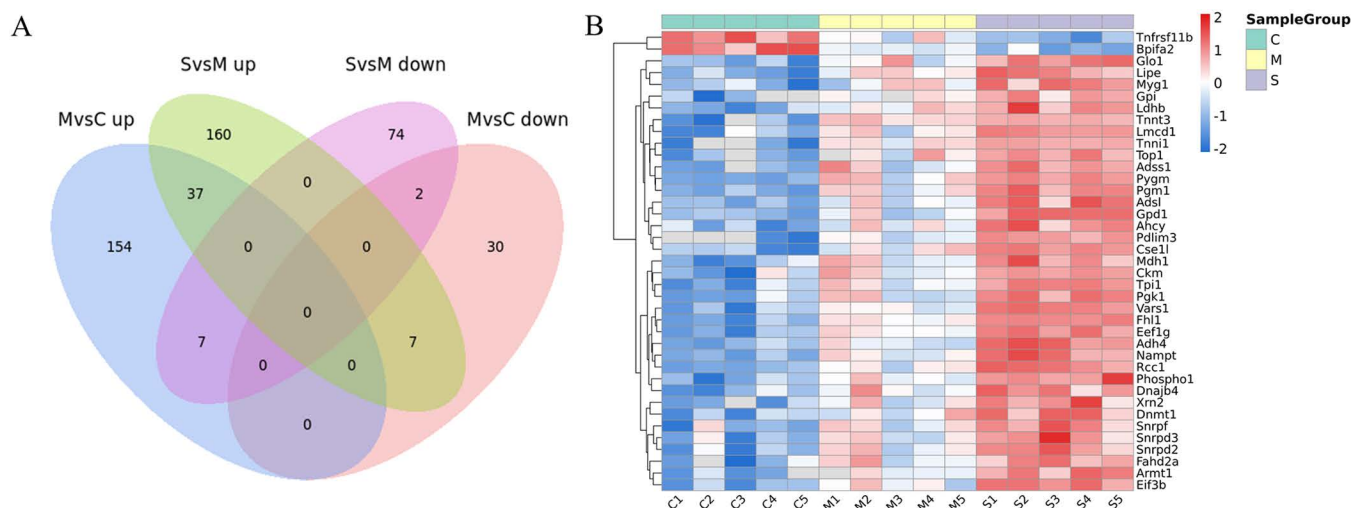 A
SvsM up
SvsM down
MvsC up
MvsC down
160
74
37
0
2
154
0
0
30
0
7
7
0
0
0
B
2
1
0
-1
-2
SampleGroup
C
M
S
Tnfrsf11b
Bpifa2
Glo1
Lipe
Myg1
Gpi
Ldhb
Tnnt3
Lmcd1
Tnni1
Top1
Adss1
Pygm
Pgm1
Adsl
Gpd1
Ahcy
Pdlim3
Cse1l
Mdh1
Ckm
Tpi1
Pgk1
Vars1
Fhl1
Eef1g
Adh4
Nampt
Rcc1
Phospho1
Dnajb4
Xrn2
Dnmt1
Snrpf
Snrpd3
Snrpd2
Fahd2a
Armt1
Eif3b
C1 C2 C3 C4 C5 M1 M2 M3 M4 M5 S1 S2 S3 S4 S5